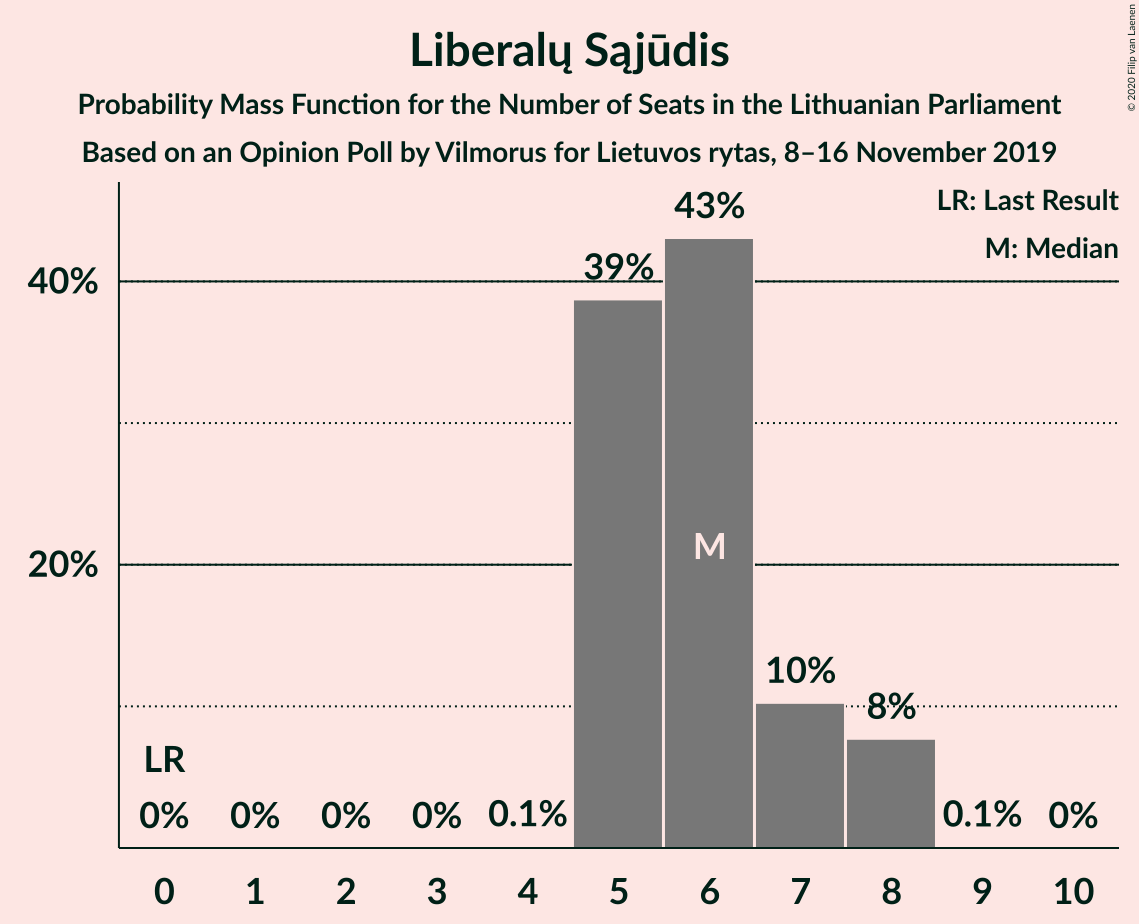 Liberalų Sąjūdis
Probability Mass Function for the Number of Seats in the Lithuanian Parliament
Based on an Opinion Poll by Vilmorus for Lietuvos rytas, 8–16 November 2019
© 2020 Filip van Laenen
LR: Last Result
M: Median
43%
39%
40%
M
20%
10%
8%
LR
0% 0% 0% 0% 0.1% 0.1% 0%
0 1 2 3 4 5 6 7 8 9 10